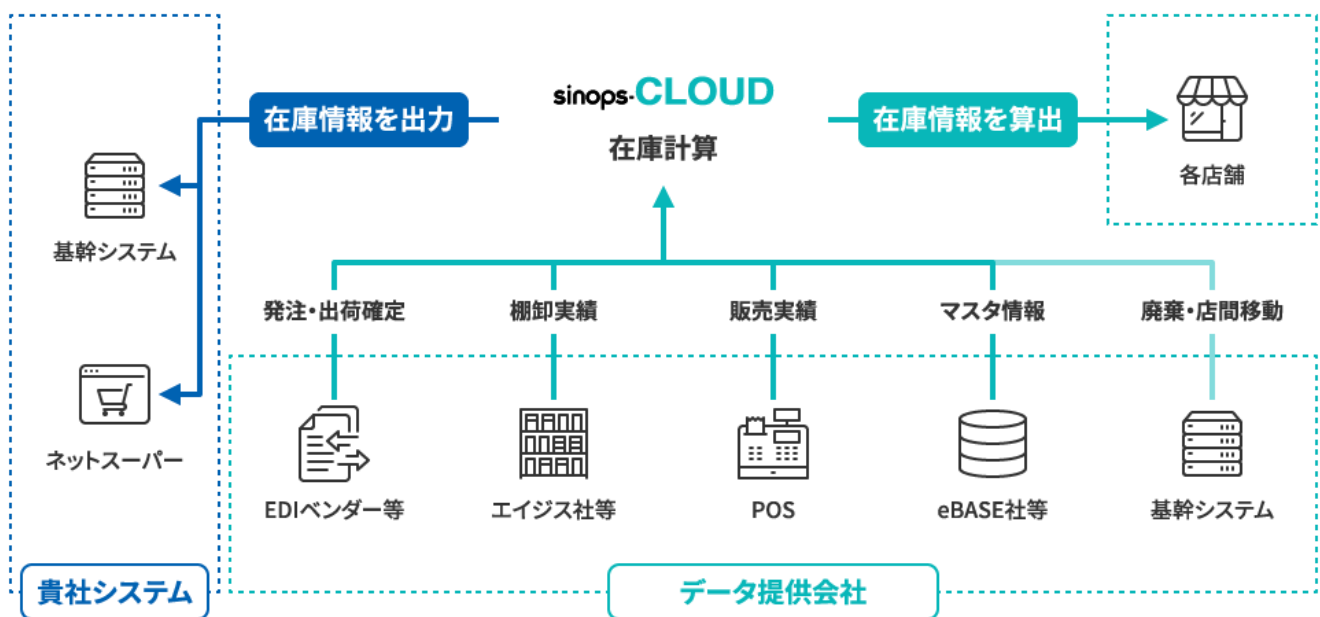 sinops-CLOUD
在庫計算
在庫情報を出力
在庫情報を算出
基幹システム
ネットスーパー
貴社システム
各店舗
発注・出荷確定
棚卸実績
販売実績
マスタ情報
廃棄・店間移動
EDIベンダー等
エイジス社等
POS
eBASE社等
基幹システム
データ提供会社